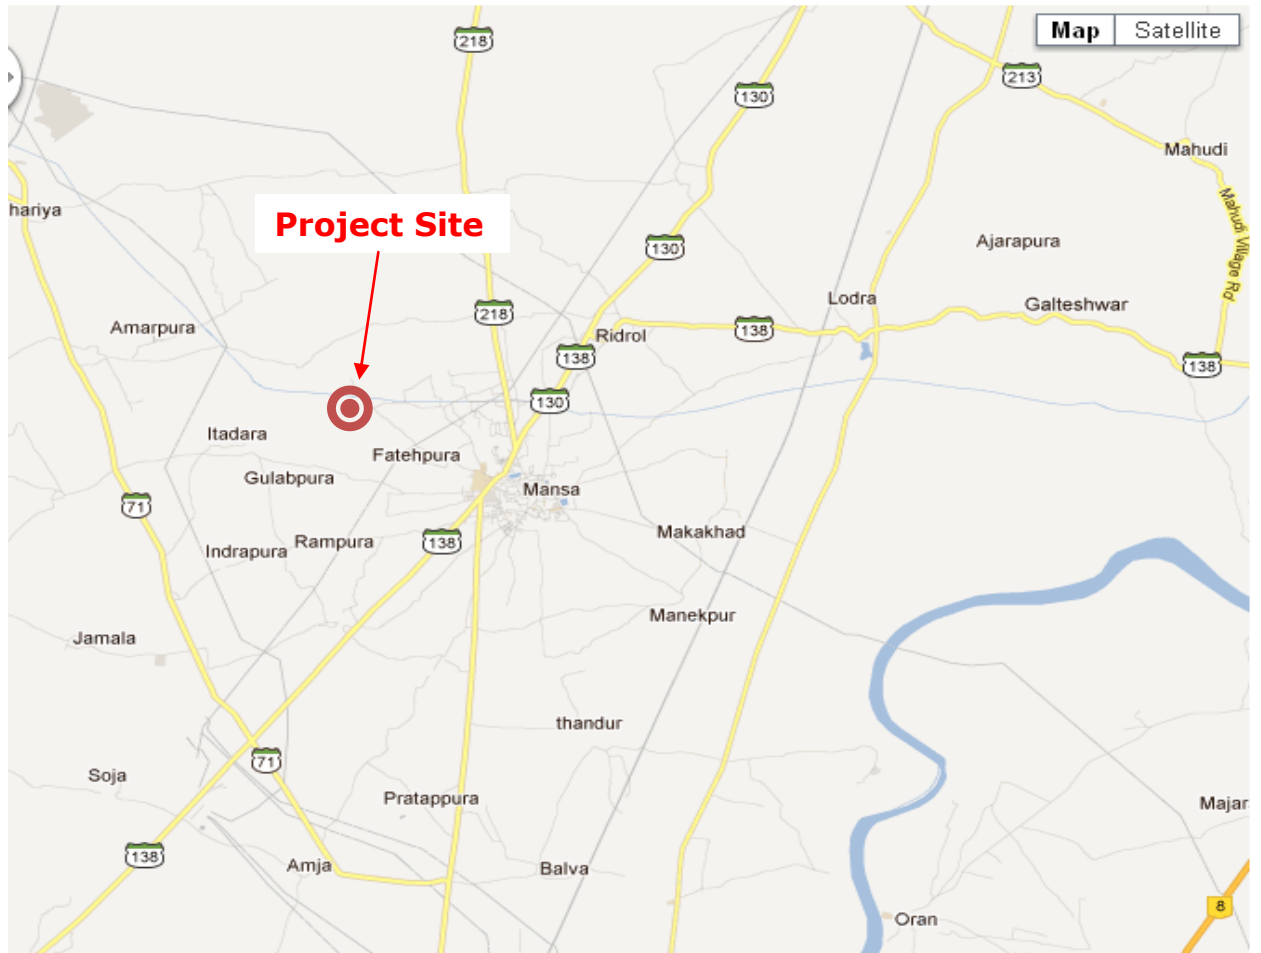 218
Map
Satellite
213
130
Mahudi
hariya
Project Site
Mahudi Village Rd
130
Ajarapura
Lodra
Galteshwar
218
Amarpura
Ridrol
138
138
138
130
Itadara
Fatehpura
Gulabpura
Mansa
71
Makakhad
138
Rampura
Indrapura
Manekpur
Jamala
thandur
71
Soja
Pratappura
Majar
138
Amja
Balva
8
Oran